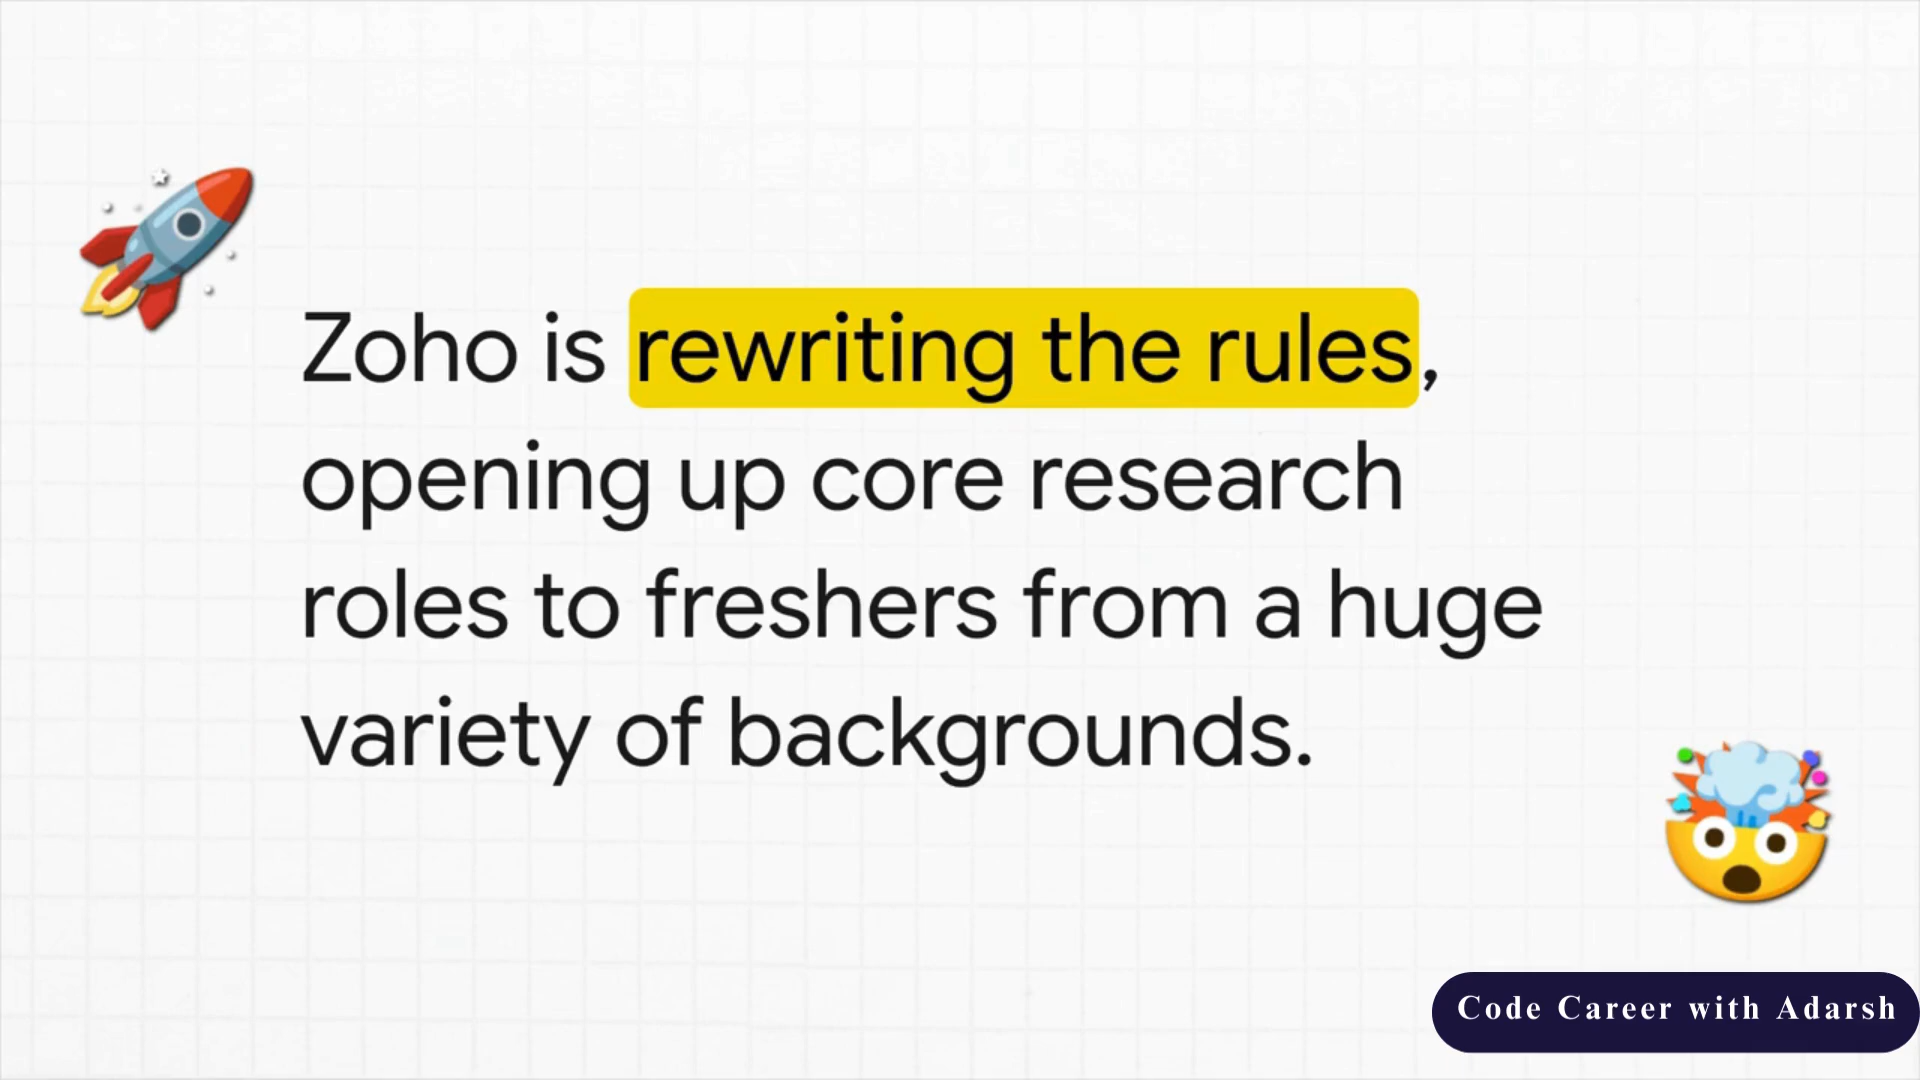 Zoho is rewriting the rules,
opening up core research
roles to freshers from a huge
variety of backgrounds.
Code Career with Adarsh